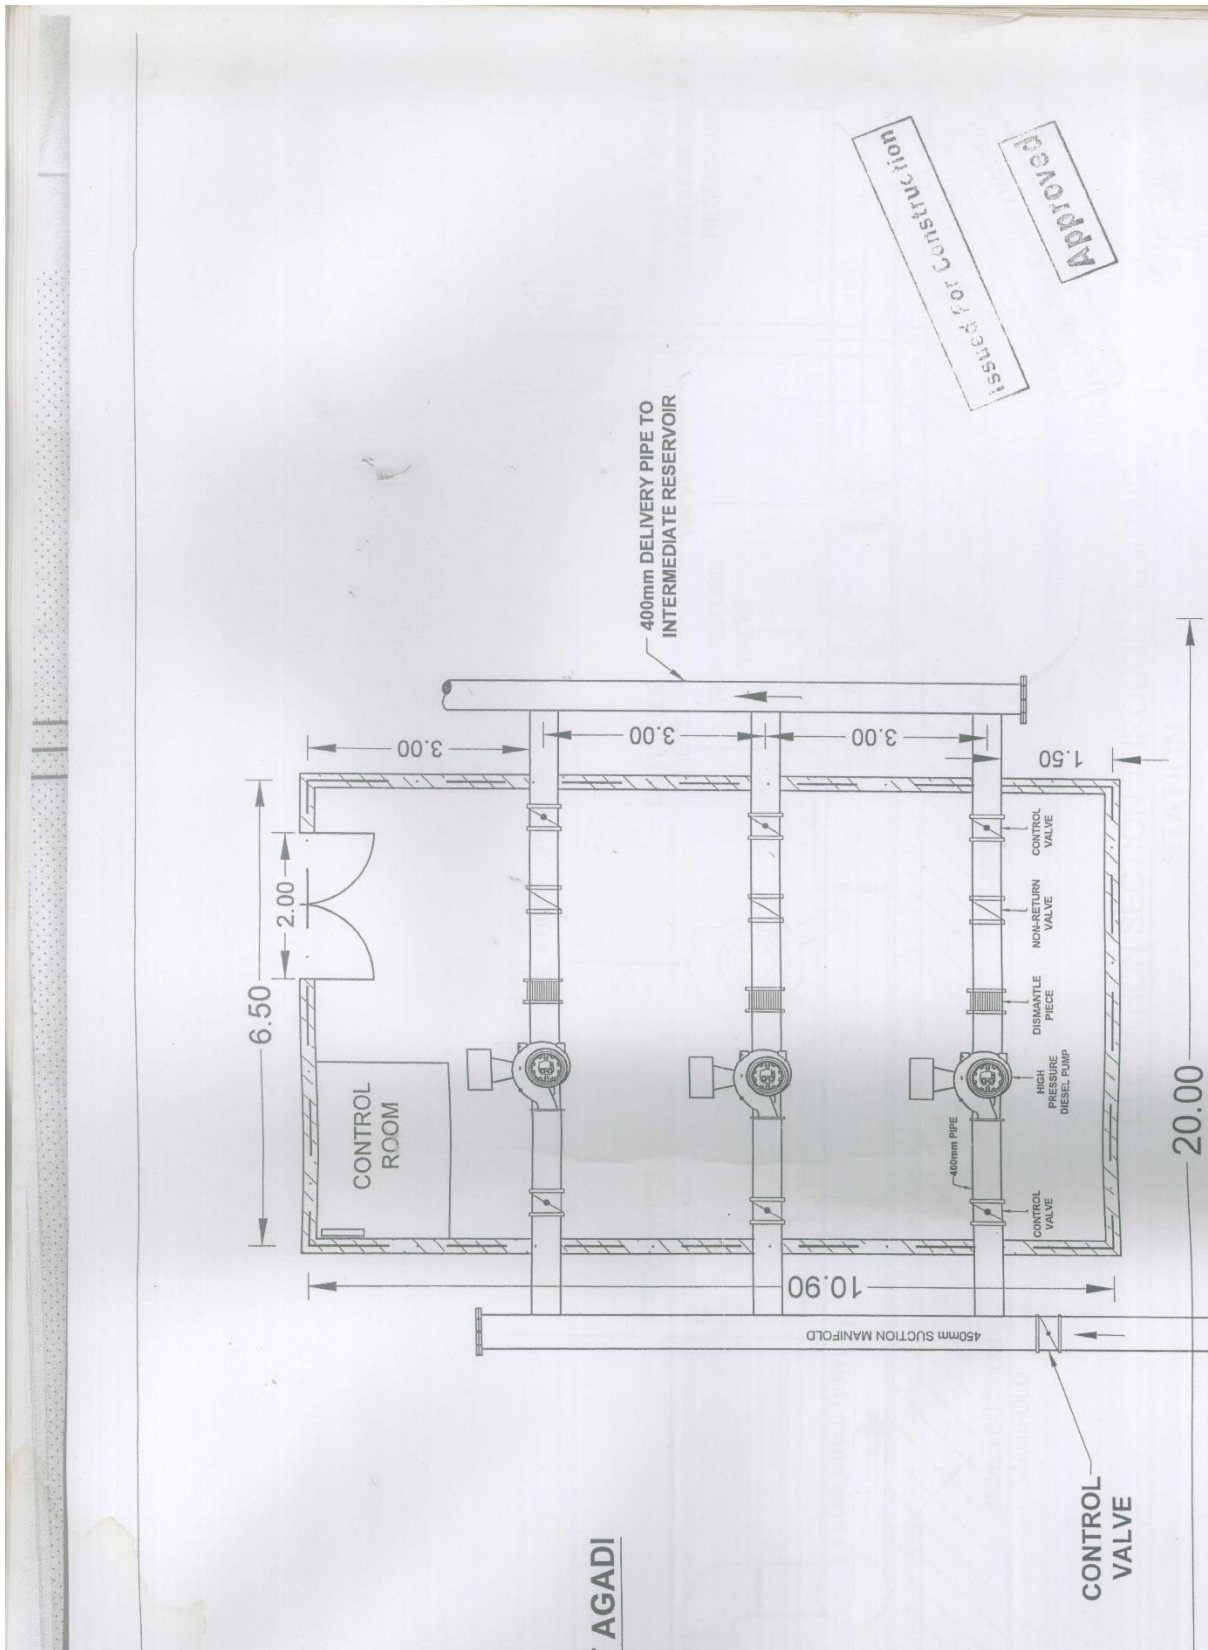 Issued For Construction
Approved
400mm DELIVERY PIPE TO
INTERMEDIATE RESERVOIR
3.00
3.00
3.00
1.50
6.50
2.00
CONTROL
ROOM
CONTROL
VALVE
NON-RETURN
VALVE
DISMANTLE
PIECE
HIGH
PRESSURE
DIESEL PUMP
400mm PIPE
CONTROL
VALVE
10.90
450mm SUCTION MANIFOLD
20.00
CONTROL
VALVE
AGADI